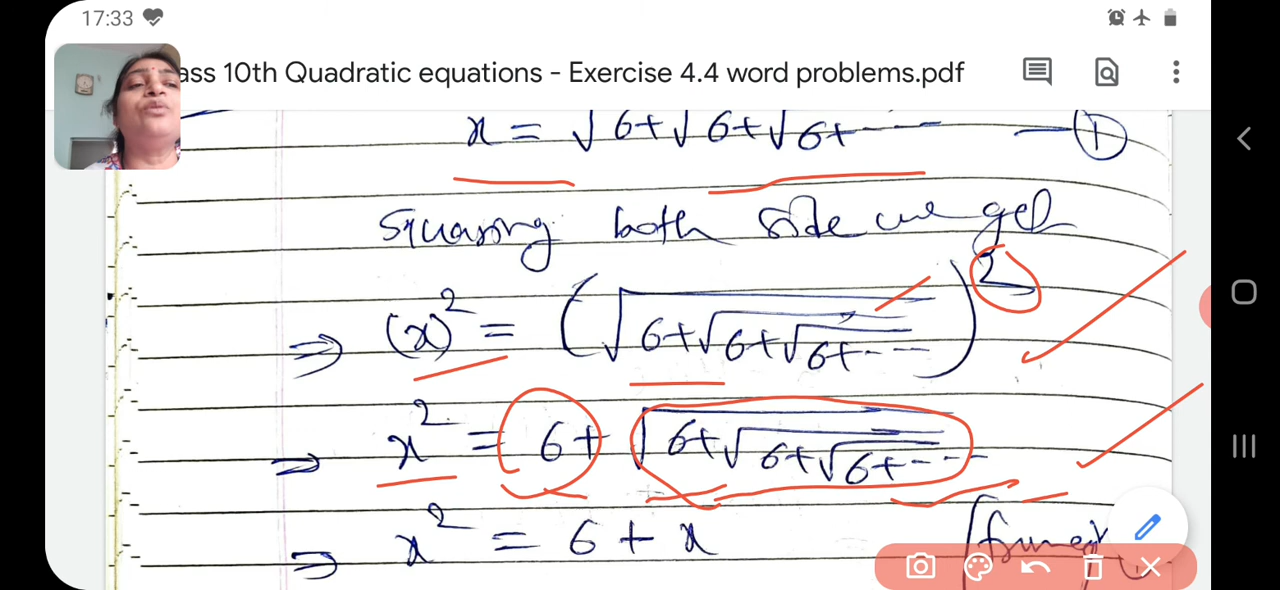 17:33
ass 10th Quadratic equations - Exercise 4.4 word problems.pdf
x = √6+√6+√6+---- —①
Squaring both side we get
⇒ (x)² = (√6+√6+√6+---)²
⇒ x² = 6+ √6+√6+√6+----
⇒ x² = 6 + x